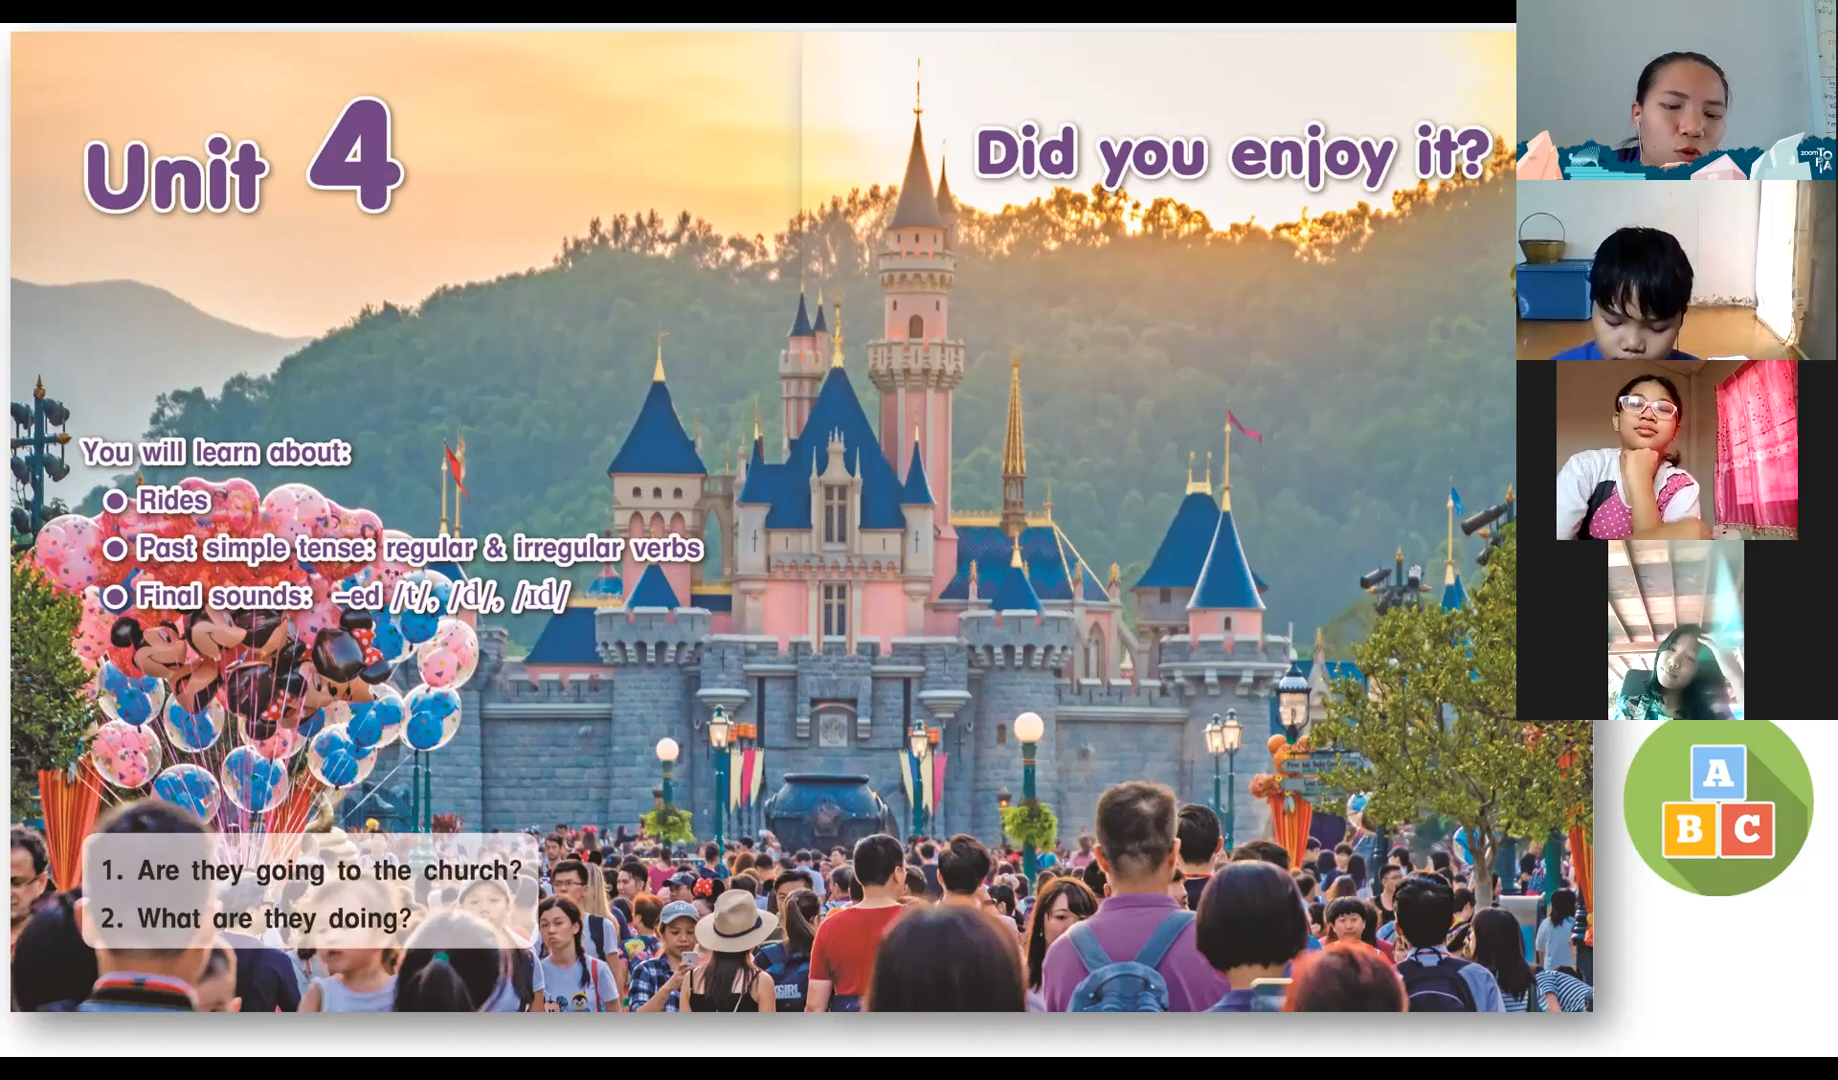 Unit 4
Did you enjoy it?
You will learn about:
● Rides
● Past simple tense: regular & irregular verbs
● Final sounds: –ed /t/, /d/, /ɪd/
1. Are they going to the church?
2. What are they doing?
zoomTOPIA
A
B C